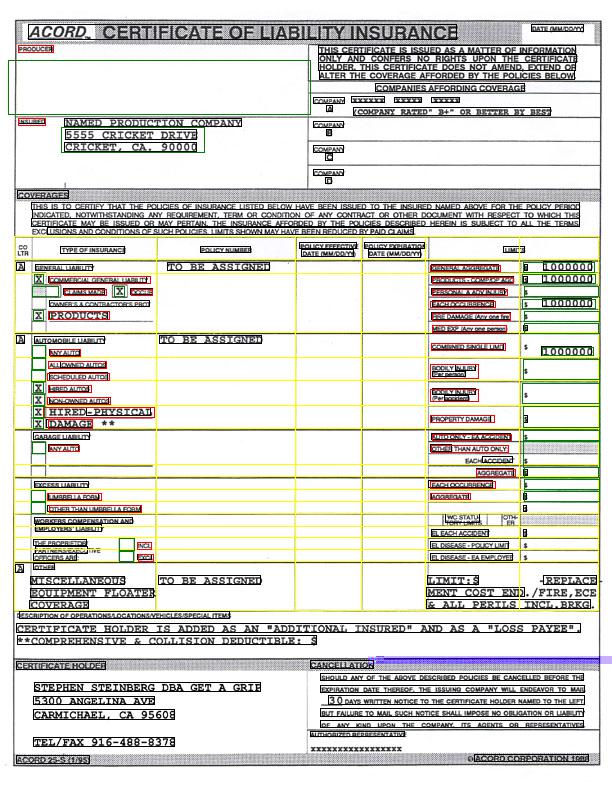 ACORD™ CERTIFICATE OF LIABILITY INSURANCE DATE (MM/DD/YY)
PRODUCER
THIS CERTIFICATE IS ISSUED AS A MATTER OF INFORMATION
ONLY AND CONFERS NO RIGHTS UPON THE CERTIFICATE
HOLDER. THIS CERTIFICATE DOES NOT AMEND, EXTEND OR
ALTER THE COVERAGE AFFORDED BY THE POLICIES BELOW.
COMPANIES AFFORDING COVERAGE
COMPANY A XXXXXX XXXXX XXXXX
(COMPANY RATED" B+" OR BETTER BY BEST
INSURED
NAMED PRODUCTION COMPANY
5555 CRICKET DRIVE
CRICKET, CA. 90000
COMPANY B
COMPANY C
COMPANY D
COVERAGES
THIS IS TO CERTIFY THAT THE POLICIES OF INSURANCE LISTED BELOW HAVE BEEN ISSUED TO THE INSURED NAMED ABOVE FOR THE POLICY PERIOD
INDICATED, NOTWITHSTANDING ANY REQUIREMENT, TERM OR CONDITION OF ANY CONTRACT OR OTHER DOCUMENT WITH RESPECT TO WHICH THIS
CERTIFICATE MAY BE ISSUED OR MAY PERTAIN, THE INSURANCE AFFORDED BY THE POLICIES DESCRIBED HEREIN IS SUBJECT TO ALL THE TERMS,
EXCLUSIONS AND CONDITIONS OF SUCH POLICIES. LIMITS SHOWN MAY HAVE BEEN REDUCED BY PAID CLAIMS.
CO LTR TYPE OF INSURANCE POLICY NUMBER POLICY EFFECTIVE DATE (MM/DD/YY) POLICY EXPIRATION DATE (MM/DD/YY) LIMITS
A GENERAL LIABILITY TO BE ASSIGNED GENERAL AGGREGATE $ 1000000
X COMMERCIAL GENERAL LIABILITY PRODUCTS - COMP/OP AGG $ 1000000
CLAIMS MADE X OCCUR PERSONAL & ADV INJURY $
OWNER'S & CONTRACTOR'S PROT EACH OCCURRENCE $ 1000000
X PRODUCTS FIRE DAMAGE (Any one fire) $
MED EXP (Any one person) $
A AUTOMOBILE LIABILITY TO BE ASSIGNED COMBINED SINGLE LIMIT $ 1000000
ANY AUTO
ALL OWNED AUTOS BODILY INJURY (Per person) $
SCHEDULED AUTOS
X HIRED AUTOS BODILY INJURY (Per accident) $
X NON-OWNED AUTOS
X HIRED-PHYSICAL PROPERTY DAMAGE $
X DAMAGE **
GARAGE LIABILITY AUTO ONLY - EA ACCIDENT $
ANY AUTO OTHER THAN AUTO ONLY:
EACH ACCIDENT $
AGGREGATE $
EXCESS LIABILITY EACH OCCURRENCE $
UMBRELLA FORM AGGREGATE $
OTHER THAN UMBRELLA FORM $
WORKERS COMPENSATION AND EMPLOYERS' LIABILITY WC STATUTORY LIMITS OTHER
EL EACH ACCIDENT $
THE PROPRIETOR/ PARTNERS/EXECUTIVE OFFICERS ARE: INCL EL DISEASE - POLICY LIMIT $
EXCL EL DISEASE - EA EMPLOYEE $
A OTHER
MISCELLANEOUS TO BE ASSIGNED LIMIT:$ -REPLACE-
EQUIPMENT FLOATER MENT COST END./FIRE,ECE
COVERAGE & ALL PERILS INCL.BRKG.
DESCRIPTION OF OPERATIONS/LOCATIONS/VEHICLES/SPECIAL ITEMS
CERTIFICATE HOLDER IS ADDED AS AN "ADDITIONAL INSURED" AND AS A "LOSS PAYEE".
**COMPREHENSIVE & COLLISION DEDUCTIBLE: $
CERTIFICATE HOLDER
STEPHEN STEINBERG DBA GET A GRIP
5300 ANGELINA AVE
CARMICHAEL, CA 95608
TEL/FAX 916-488-8378
CANCELLATION
SHOULD ANY OF THE ABOVE DESCRIBED POLICIES BE CANCELLED BEFORE THE
EXPIRATION DATE THEREOF, THE ISSUING COMPANY WILL ENDEAVOR TO MAIL
30 DAYS WRITTEN NOTICE TO THE CERTIFICATE HOLDER NAMED TO THE LEFT,
BUT FAILURE TO MAIL SUCH NOTICE SHALL IMPOSE NO OBLIGATION OR LIABILITY
OF ANY KIND UPON THE COMPANY, ITS AGENTS OR REPRESENTATIVES.
AUTHORIZED REPRESENTATIVE
XXXXXXXXXXXXXXXXX
ACORD 25-S (1/95) © ACORD CORPORATION 1988